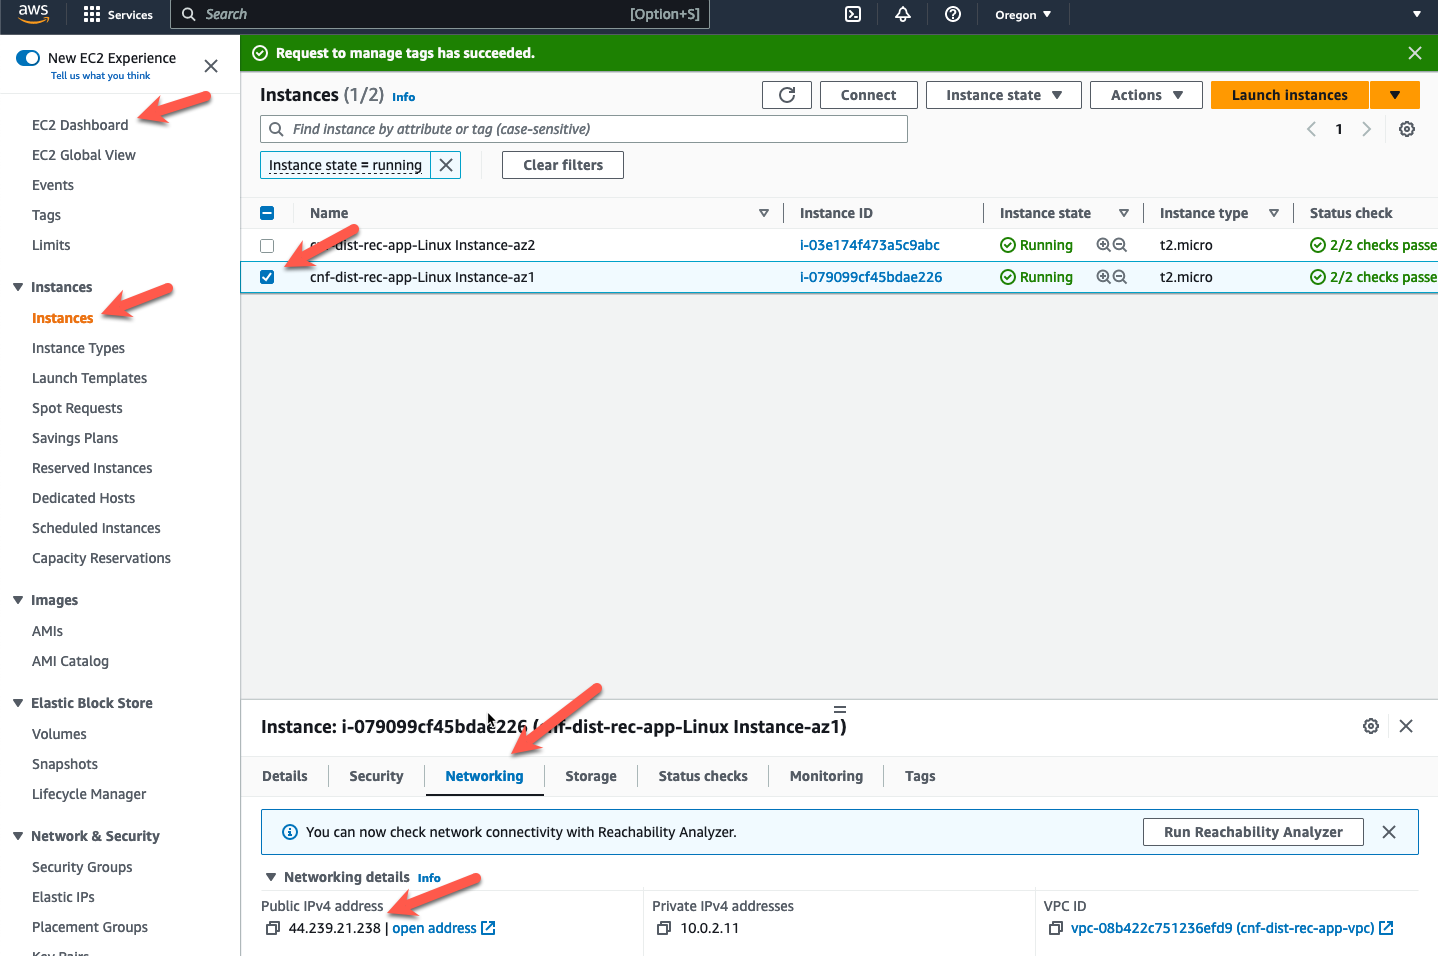 aws
Services
Search
[Option+S]
Oregon
New EC2 Experience
Tell us what you think
EC2 Dashboard
EC2 Global View
Events
Tags
Limits
Instances
Instances
Instance Types
Launch Templates
Spot Requests
Savings Plans
Reserved Instances
Dedicated Hosts
Scheduled Instances
Capacity Reservations
Images
AMIs
AMI Catalog
Elastic Block Store
Volumes
Snapshots
Lifecycle Manager
Network & Security
Security Groups
Elastic IPs
Placement Groups
Request to manage tags has succeeded.
Instances (1/2) Info
Connect
Instance state
Actions
Launch instances
Find instance by attribute or tag (case-sensitive)
1
Instance state = running
Clear filters
Name Instance ID Instance state Instance type Status check
cnf-dist-rec-app-Linux Instance-az2 i-03e174f473a5c9abc Running t2.micro 2/2 checks passe
cnf-dist-rec-app-Linux Instance-az1 i-079099cf45bdae226 Running t2.micro 2/2 checks passe
Instance: i-079099cf45bdae226 (cnf-dist-rec-app-Linux Instance-az1)
Details Security Networking Storage Status checks Monitoring Tags
You can now check network connectivity with Reachability Analyzer.
Run Reachability Analyzer
Networking details Info
Public IPv4 address
44.239.21.238 | open address
Private IPv4 addresses
10.0.2.11
VPC ID
vpc-08b422c751236efd9 (cnf-dist-rec-app-vpc)